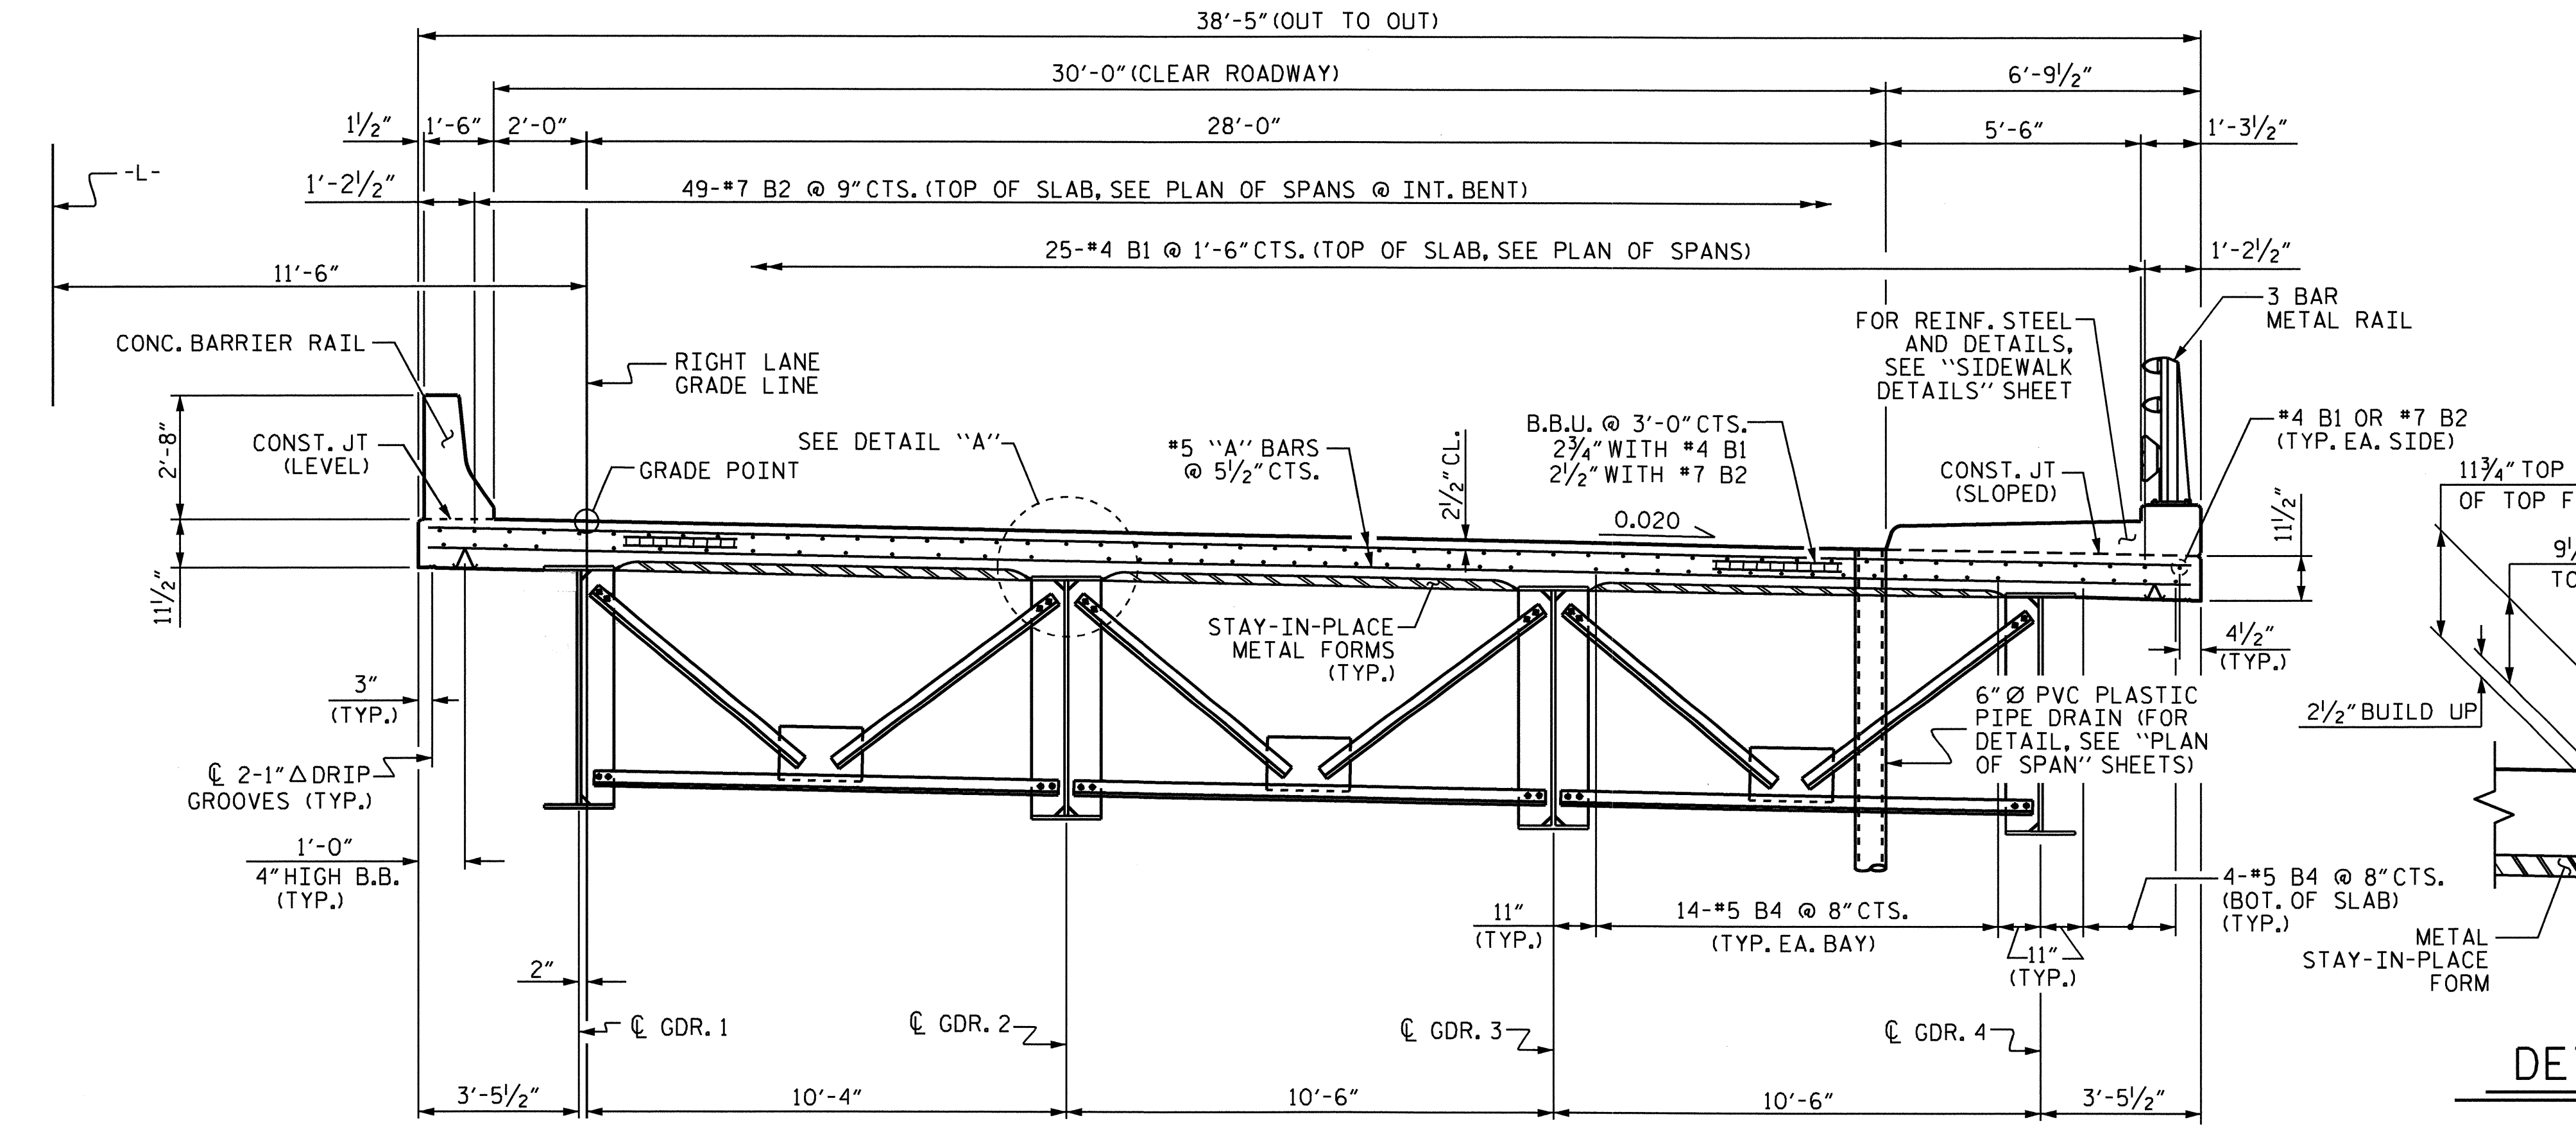 38'-5" (OUT TO OUT)
30'-0" (CLEAR ROADWAY)
6'-9½"
1½"
1'-6"
2'-0"
28'-0"
5'-6"
1'-3½"
-L-
1'-2½"
49-#7 B2 @ 9" CTS. (TOP OF SLAB, SEE PLAN OF SPANS @ INT. BENT)
25-#4 B1 @ 1'-6" CTS. (TOP OF SLAB, SEE PLAN OF SPANS)
1'-2½"
11'-6"
3 BAR
METAL RAIL
FOR REINF. STEEL
AND DETAILS,
SEE "SIDEWALK
DETAILS" SHEET
CONC. BARRIER RAIL
RIGHT LANE
GRADE LINE
2'-8"
CONST. JT
(LEVEL)
SEE DETAIL "A"
GRADE POINT
#5 "A" BARS
@ 5½" CTS.
2½" CL.
B.B.U. @ 3'-0" CTS.
2¾" WITH #4 B1
2½" WITH #7 B2
0.020
CONST. JT
(SLOPED)
#4 B1 OR #7 B2
(TYP. EA. SIDE)
11½"
11¾" TOP
OF TOP F
TO
11½"
STAY-IN-PLACE
METAL FORMS
(TYP.)
4½"
(TYP.)
3"
(TYP.)
6" Ø PVC PLASTIC
PIPE DRAIN (FOR
DETAIL, SEE "PLAN
OF SPAN" SHEETS)
2½" BUILD UP
℄ 2-1" △ DRIP
GROOVES (TYP.)
1'-0"
4" HIGH B.B.
(TYP.)
11"
(TYP.)
14-#5 B4 @ 8" CTS.
(TYP. EA. BAY)
11"
(TYP.)
4-#5 B4 @ 8" CTS.
(BOT. OF SLAB)
(TYP.)
METAL
STAY-IN-PLACE
FORM
2"
℄ GDR. 1
℄ GDR. 2
℄ GDR. 3
℄ GDR. 4
3'-5½"
10'-4"
10'-6"
10'-6"
3'-5½"